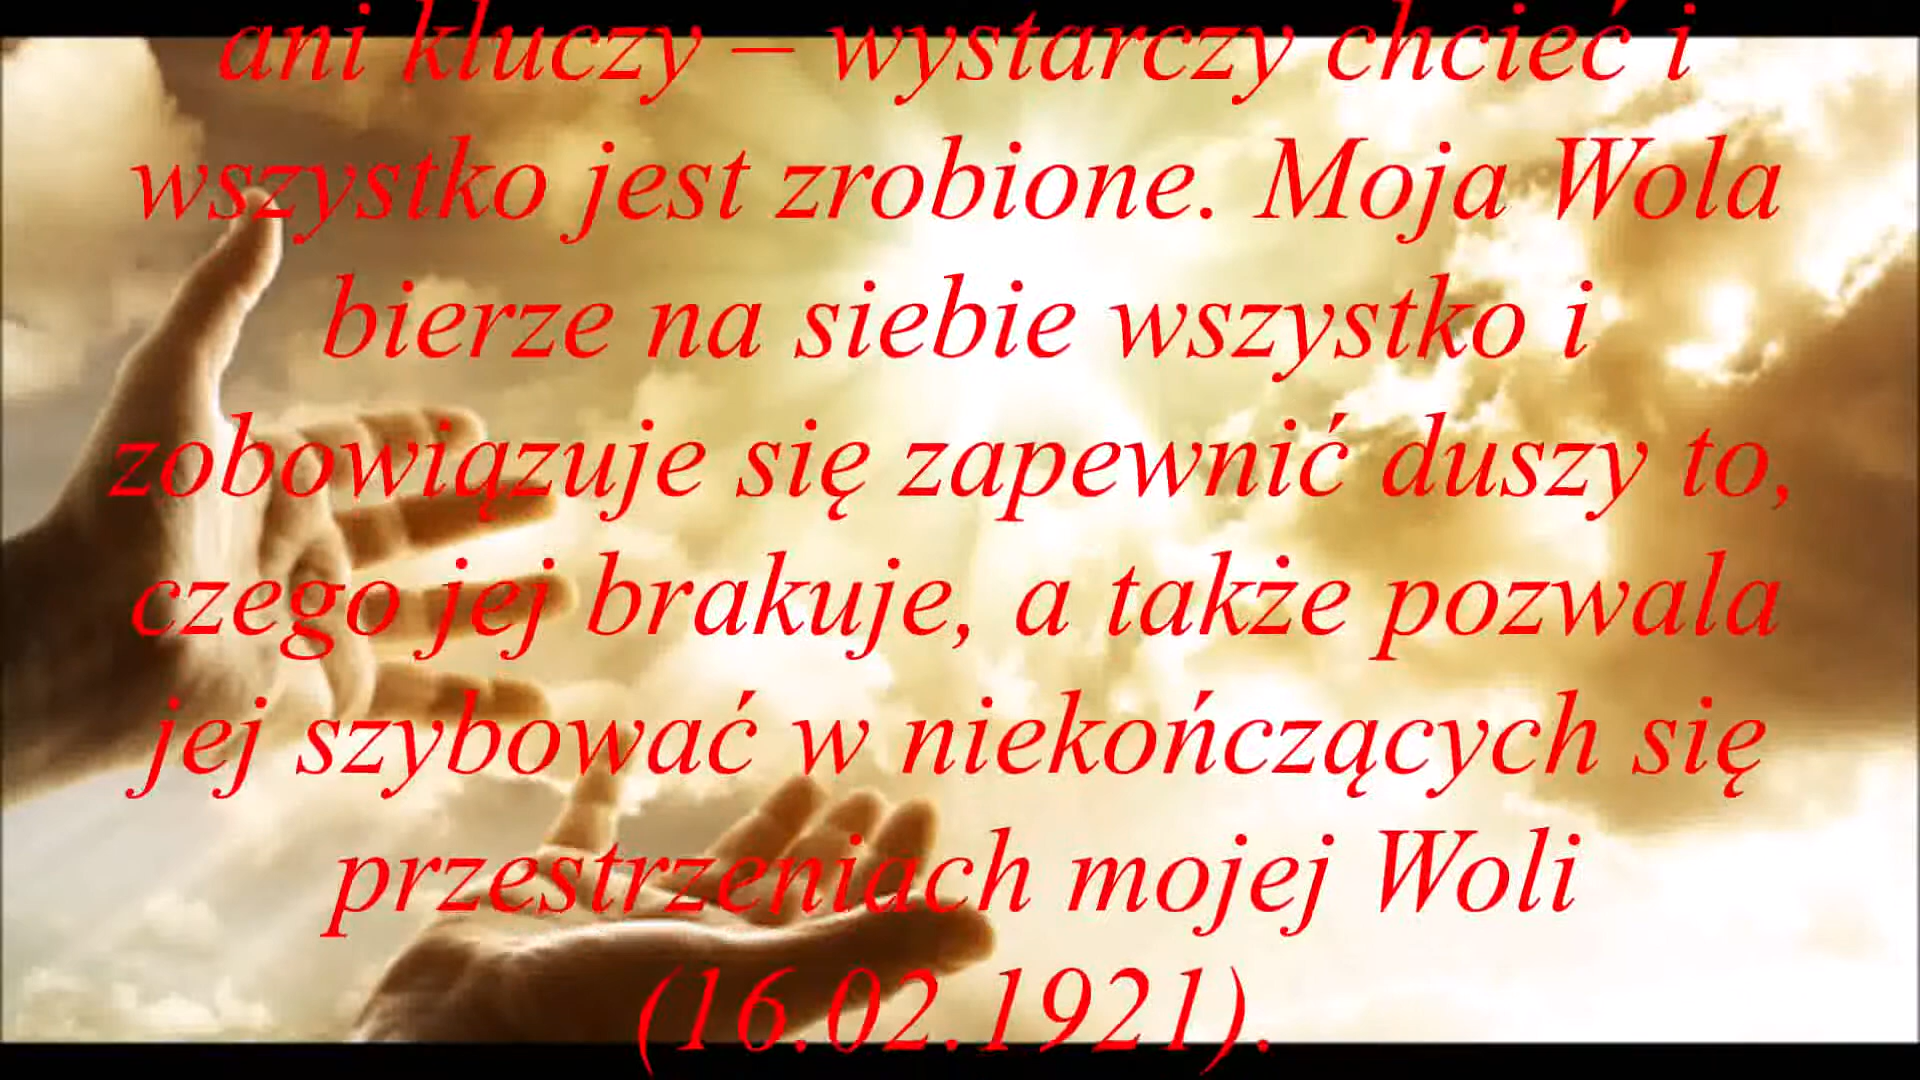 ani kluczy – wystarczy chcieć i
wszystko jest zrobione. Moja Wola
bierze na siebie wszystko i
zobowiązuje się zapewnić duszy to,
czego jej brakuje, a także pozwala
jej szybować w niekończących się
przestrzeniach mojej Woli
(16.02.1921).